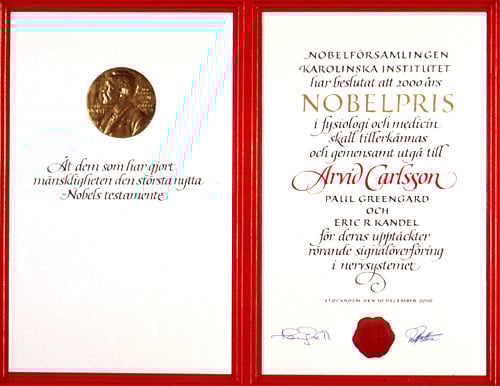 Åt dem som har gjort
mänskligheten den största nytta
-Nobels testamente
NOBELFÖRSAMLINGEN
KAROLINSKA INSTITUTET
har beslutat att 2000 års
NOBELPRIS
i fysiologi och medicin
skall tillerkännas
och gemensamt utgå till
Arvid Carlsson
PAUL GREENGARD
OCH
ERIC R KANDEL
för deras upptäckter
rörande signalöverföring
i nervsystemet
STOCKHOLM DEN 10 DECEMBER 2000